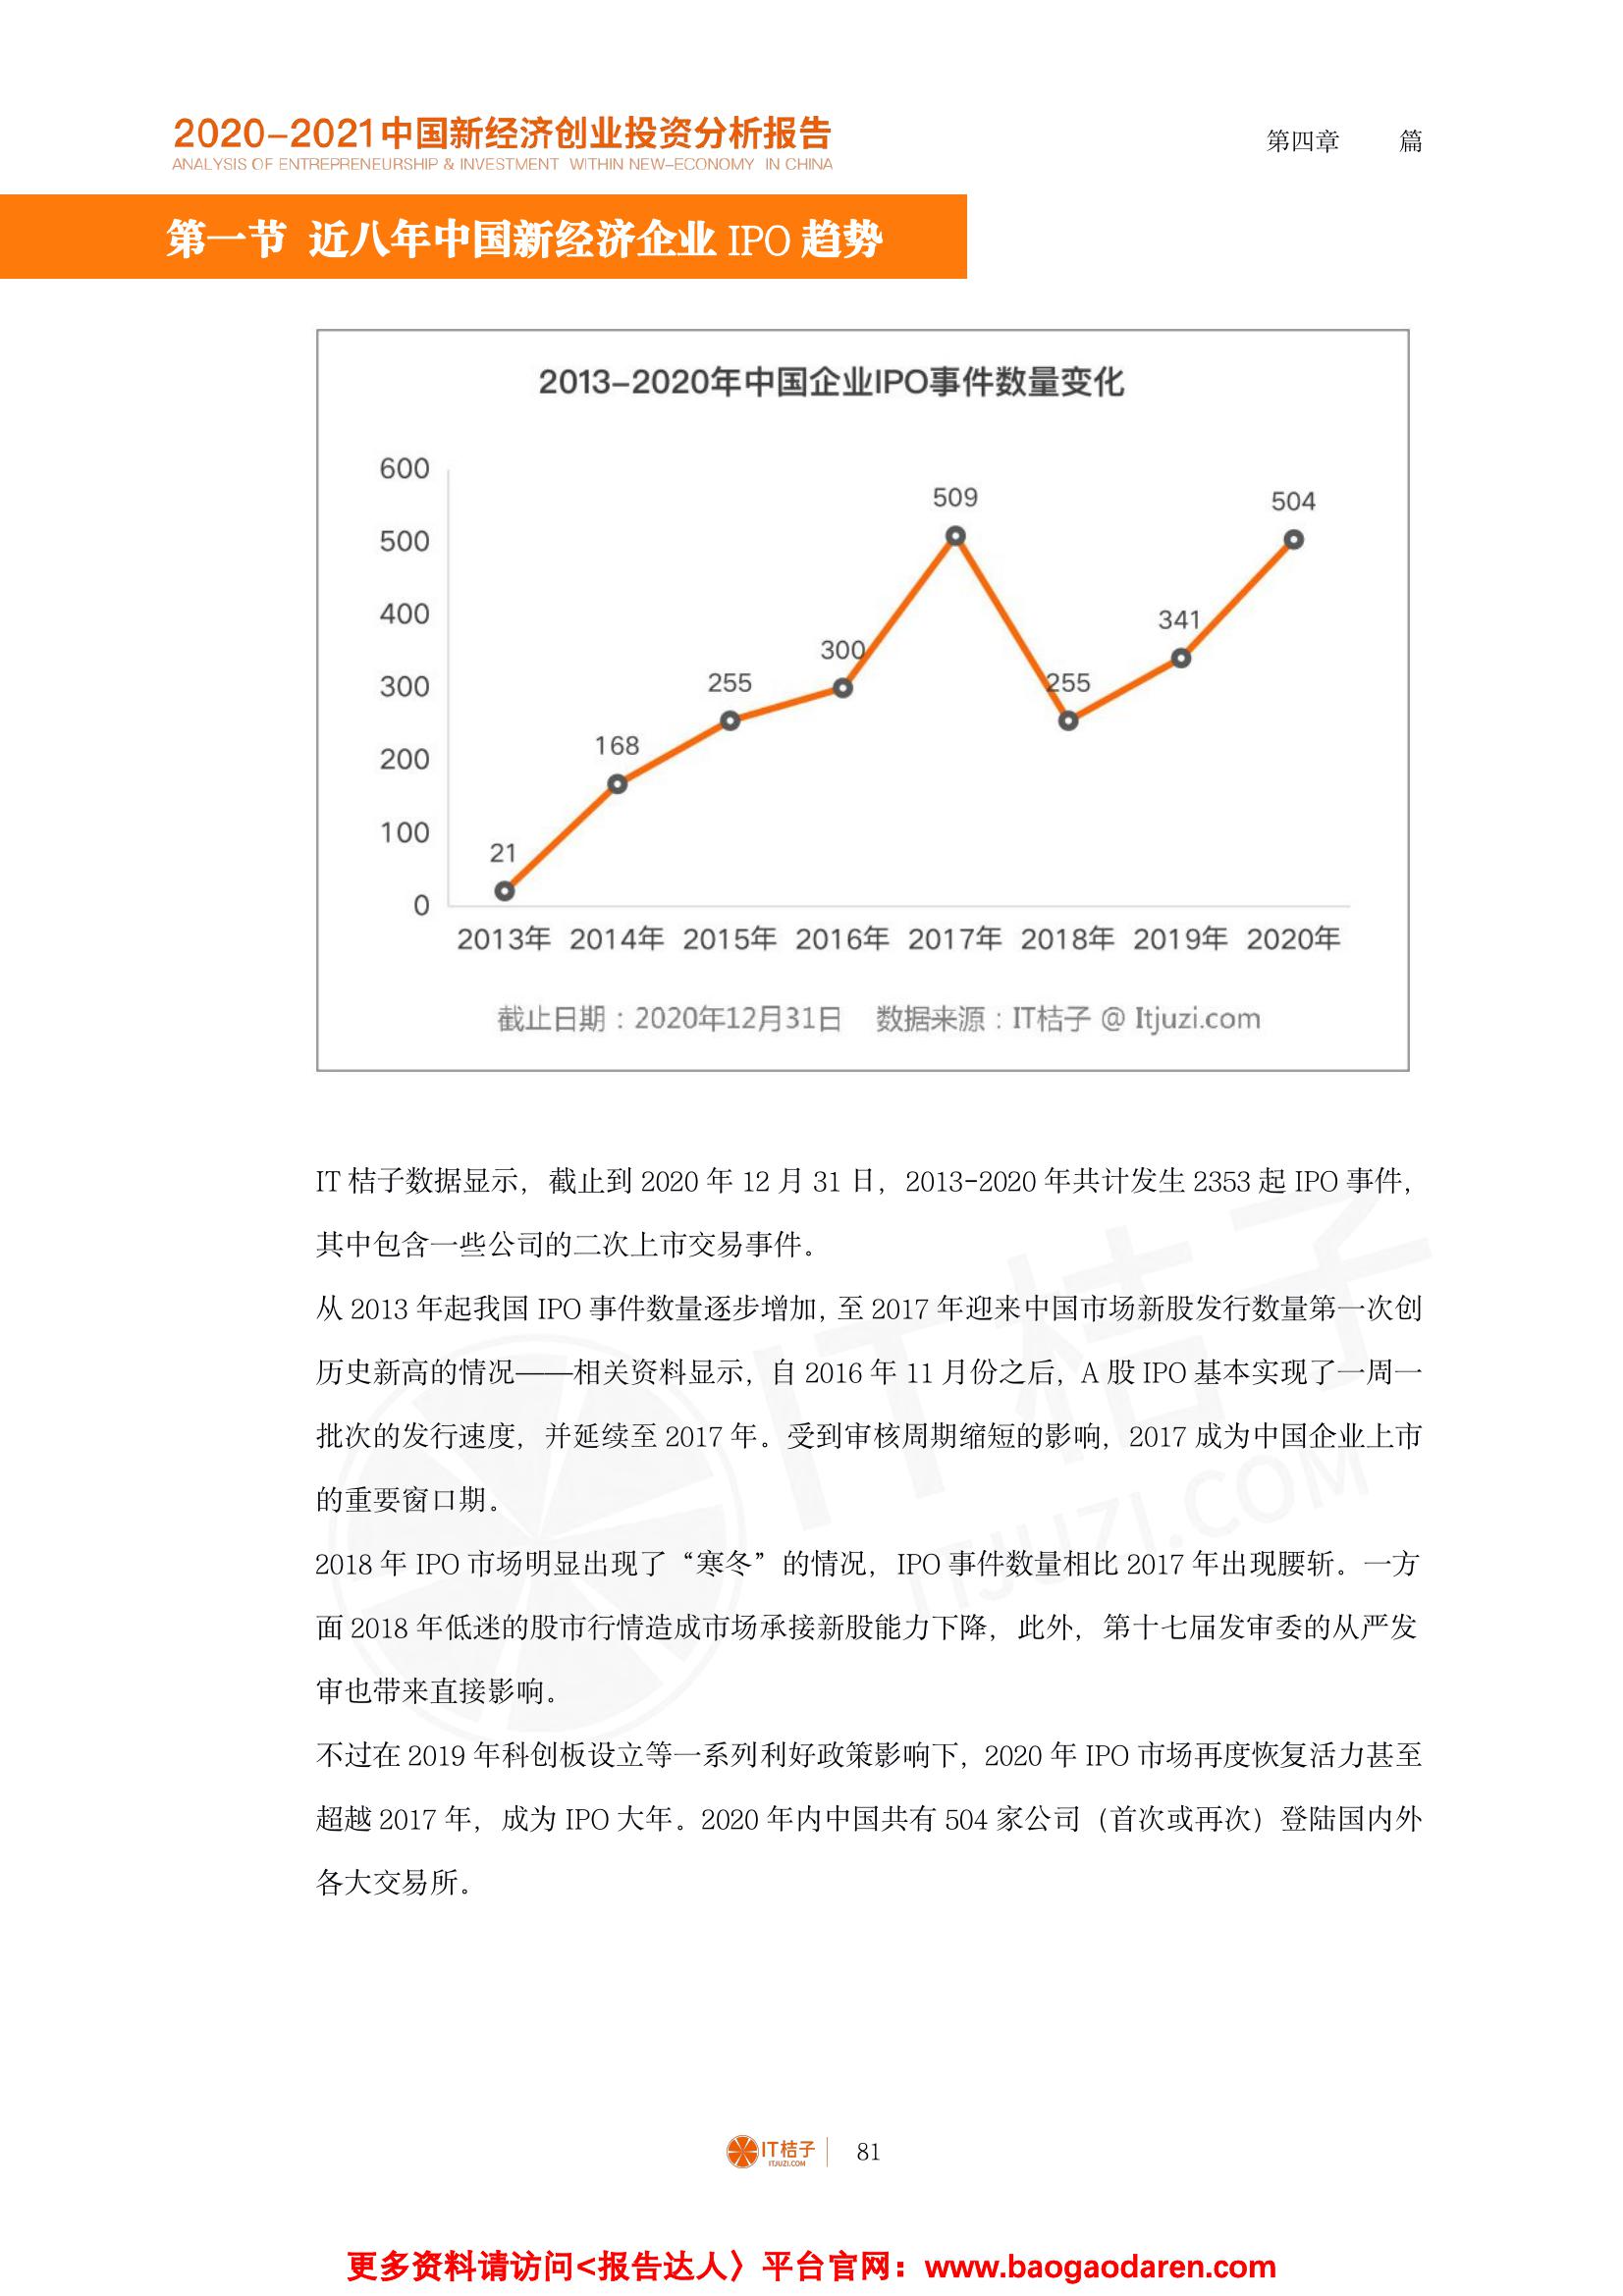 2020-2021中国新经济创业投资分析报告
ANALYSIS OF ENTREPRENEURSHIP & INVESTMENT WITHIN NEW-ECONOMY IN CHINA
第四章 篇
第一节 近八年中国新经济企业 IPO 趋势
2013-2020年中国企业IPO事件数量变化
600
500
400
300
200
100
0
21
168
255
300
509
255
341
504
2013年 2014年 2015年 2016年 2017年 2018年 2019年 2020年
截止日期：2020年12月31日 数据来源：IT桔子 @ Itjuzi.com
IT 桔子数据显示，截止到 2020 年 12 月 31 日，2013-2020 年共计发生 2353 起 IPO 事件，
其中包含一些公司的二次上市交易事件。
从 2013 年起我国 IPO 事件数量逐步增加，至 2017 年迎来中国市场新股发行数量第一次创
历史新高的情况——相关资料显示，自 2016 年 11 月份之后，A 股 IPO 基本实现了一周一
批次的发行速度，并延续至 2017 年。受到审核周期缩短的影响，2017 成为中国企业上市
的重要窗口期。
2018 年 IPO 市场明显出现了“寒冬”的情况，IPO 事件数量相比 2017 年出现腰斩。一方
面 2018 年低迷的股市行情造成市场承接新股能力下降，此外，第十七届发审委的从严发
审也带来直接影响。
不过在 2019 年科创板设立等一系列利好政策影响下，2020 年 IPO 市场再度恢复活力甚至
超越 2017 年，成为 IPO 大年。2020 年内中国共有 504 家公司（首次或再次）登陆国内外
各大交易所。
IT桔子
ITJUZI.COM
IT桔子
ITJUZI.COM
81
更多资料请访问<报告达人〉平台官网：www.baogaodaren.com